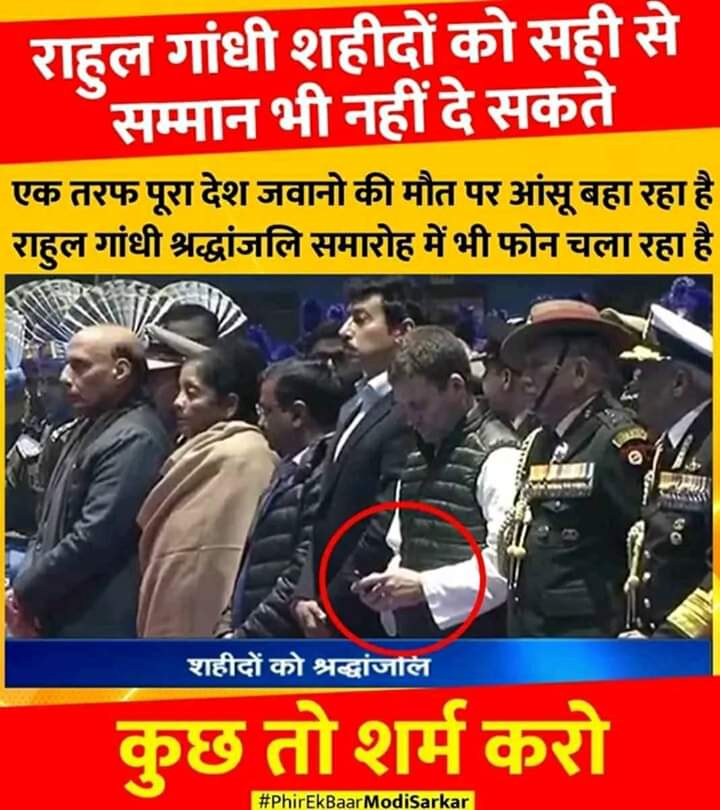 राहुल गांधी शहीदों को सही से
सम्मान भी नहीं दे सकते
एक तरफ पूरा देश जवानो की मौत पर आंसू बहा रहा है
राहुल गांधी श्रद्धांजलि समारोह में भी फोन चला रहा है
शहीदों को श्रद्धांजलि
कुछ तो शर्म करो
#PhirEkBaarModiSarkar